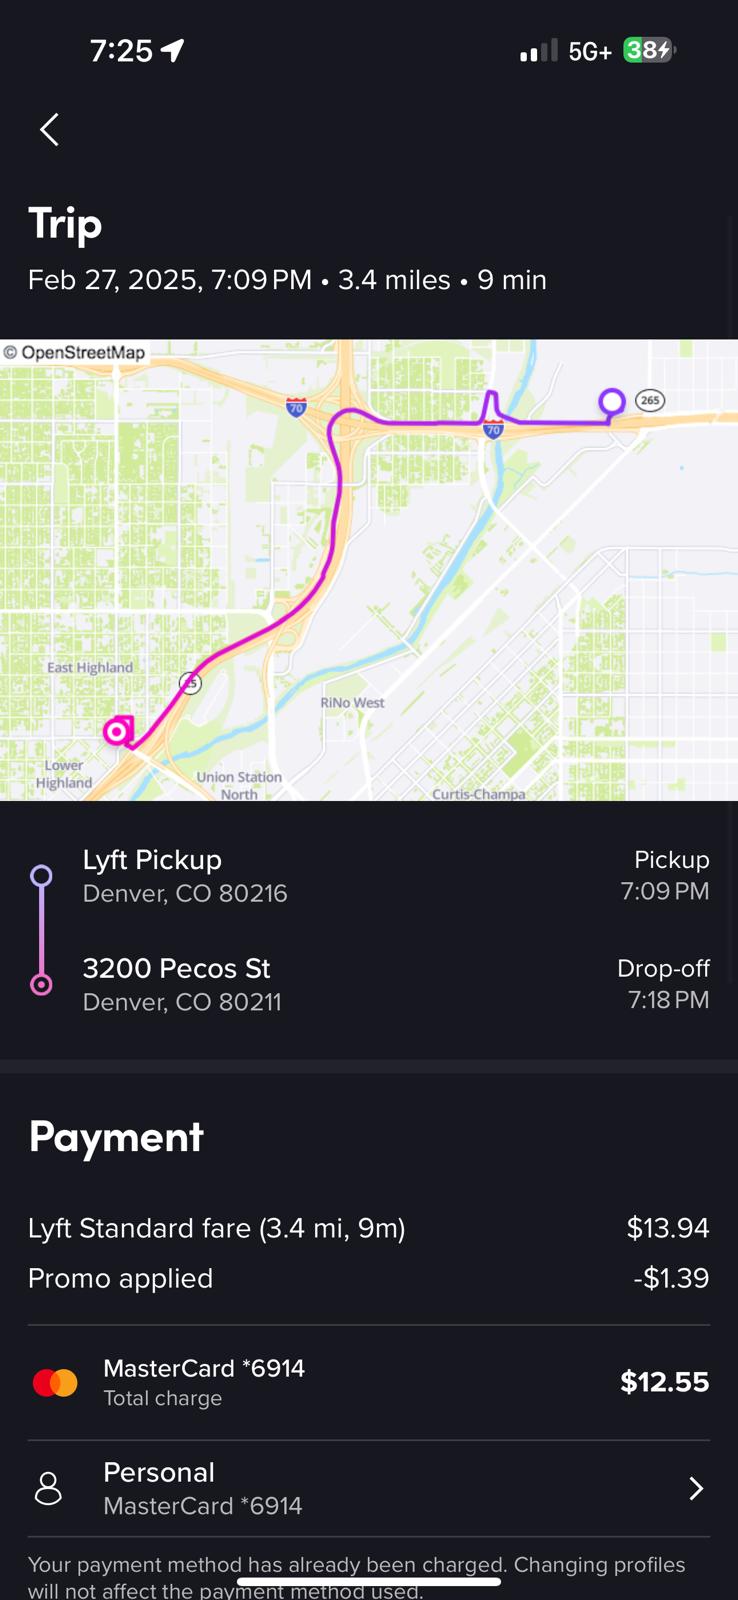 7:25
5G+
38
Trip
Feb 27, 2025, 7:09 PM • 3.4 miles • 9 min
© OpenStreetMap
70
265
70
East Highland
25
RiNo West
Lower
Highland
Union Station
North
Curtis-Champa
Lyft Pickup
Pickup
Denver, CO 80216
7:09 PM
3200 Pecos St
Drop-off
Denver, CO 80211
7:18 PM
Payment
Lyft Standard fare (3.4 mi, 9m)
$13.94
Promo applied
-$1.39
MasterCard *6914
Total charge
$12.55
Personal
MasterCard *6914
Your payment method has already been charged. Changing profiles
will not affect the payment method used.